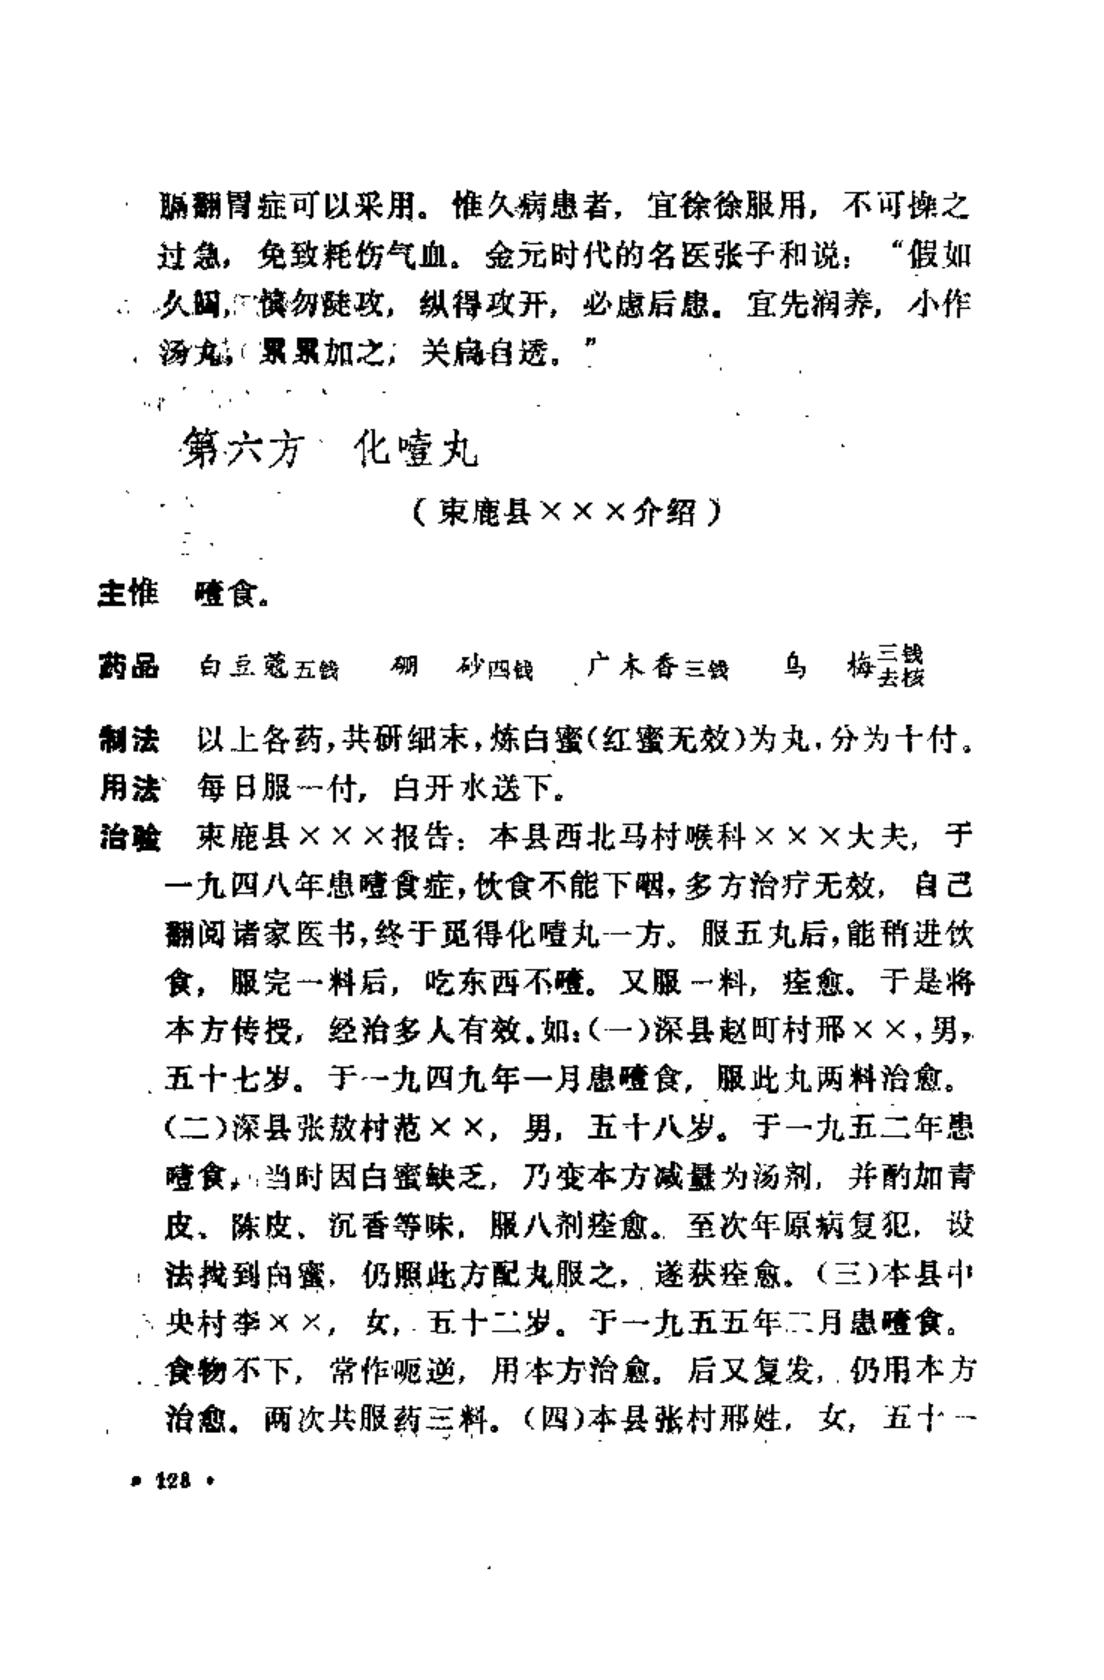 膈翻胃症可以采用。惟久病患者，宜徐徐服用，不可操之
过急，免致耗伤气血。金元时代的名医张子和说：“假如
久闭，慎勿陡攻，纵得攻开，必虑后患。宜先润养，小作
汤丸，累累加之，关扃自透。”
第六方 化噎丸
（束鹿县×××介绍）
主惟 噎食。
药品 白豆蔻五钱 硼 砂四钱 广木香三钱 乌 梅三钱去核
制法 以上各药，共研细末，炼白蜜（红蜜无效）为丸，分为十付。
用法 每日服一付，白开水送下。
治验 束鹿县×××报告：本县西北马村喉科×××大夫，于
一九四八年患噎食症，饮食不能下咽，多方治疗无效，自己
翻阅诸家医书，终于觅得化噎丸一方。服五丸后，能稍进饮
食，服完一料后，吃东西不噎。又服一料，痊愈。于是将
本方传授，经治多人有效。如：（一）深县赵町村邢××，男，
五十七岁。于一九四九年一月患噎食，服此丸两料治愈。
（二）深县张敖村范××，男，五十八岁。于一九五二年患
噎食，当时因白蜜缺乏，乃变本方减量为汤剂，并酌加青
皮、陈皮、沉香等味，服八剂痊愈。至次年原病复犯，设
法找到白蜜，仍照此方配丸服之，遂获痊愈。（三）本县中
央村李××，女，五十二岁。于一九五五年二月患噎食。
食物不下，常作呃逆，用本方治愈。后又复发，仍用本方
治愈。两次共服药三料。（四）本县张村邢姓，女，五十一
• 128 •